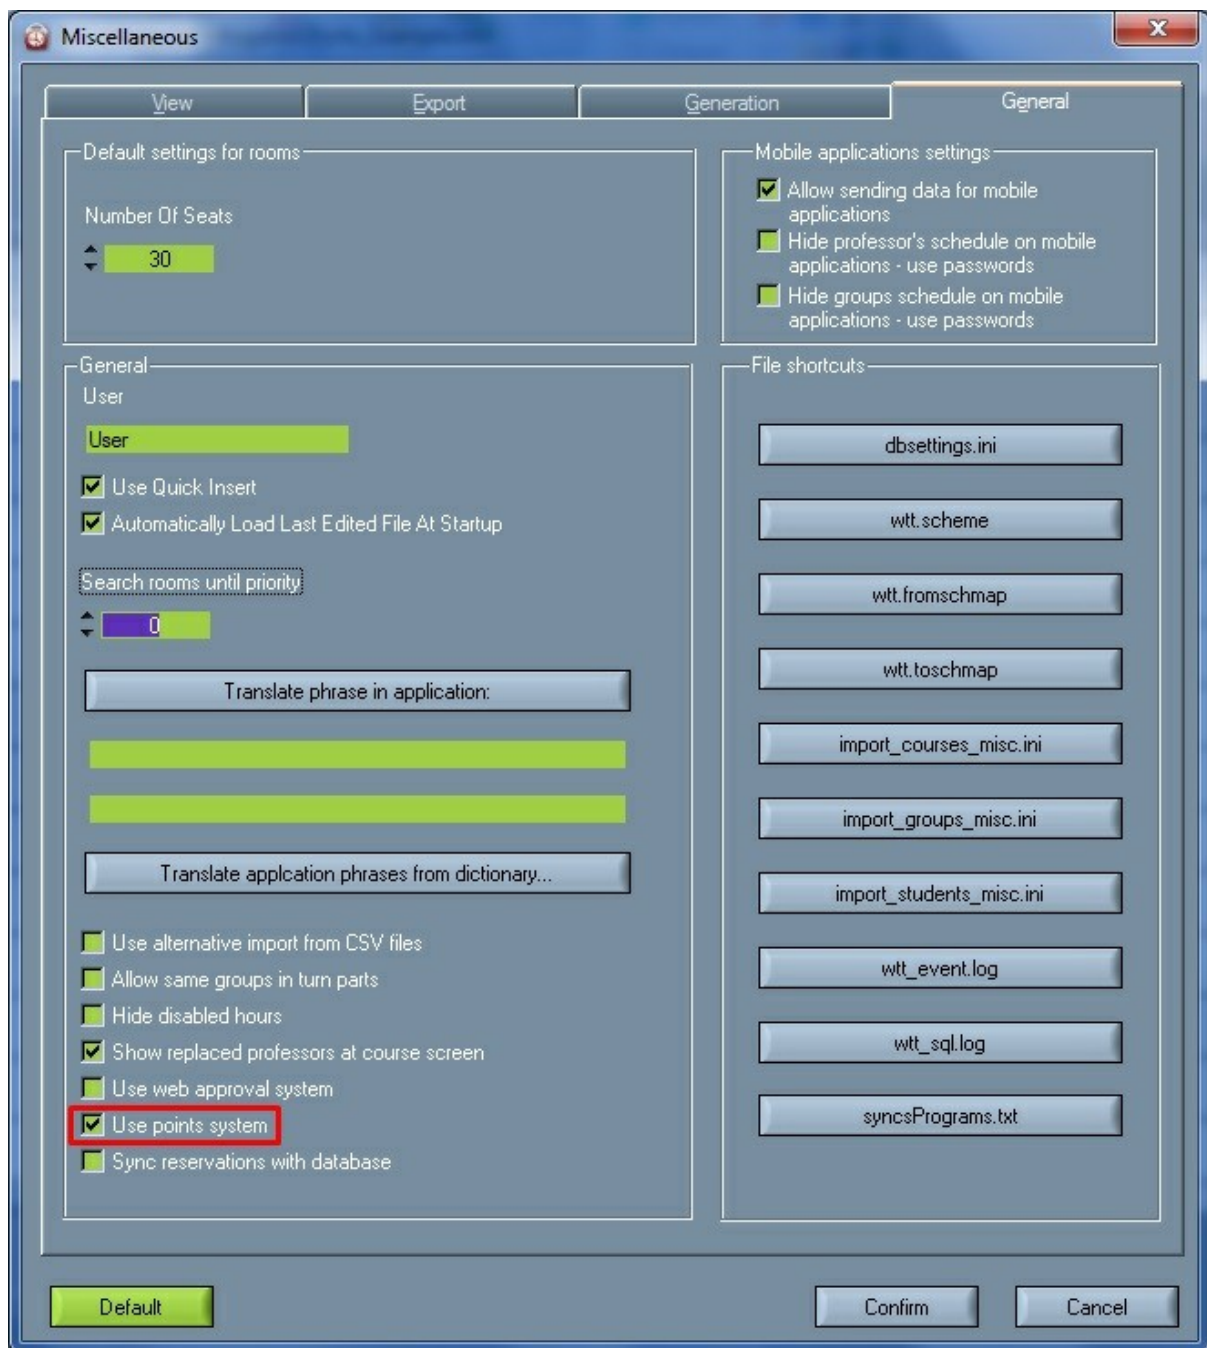 Miscellaneous
View
Export
Generation
General
Default settings for rooms
Number Of Seats
30
Mobile applications settings
Allow sending data for mobile
applications
Hide professor's schedule on mobile
applications - use passwords
Hide groups schedule on mobile
applications - use passwords
General
User
User
Use Quick Insert
Automatically Load Last Edited File At Startup
Search rooms until priority
0
Translate phrase in application:
Translate applcation phrases from dictionary...
Use alternative import from CSV files
Allow same groups in turn parts
Hide disabled hours
Show replaced professors at course screen
Use web approval system
Use points system
Sync reservations with database
File shortcuts
dbsettings.ini
wtt.scheme
wtt.fromschmap
wtt.toschmap
import_courses_misc.ini
import_groups_misc.ini
import_students_misc.ini
wtt_event.log
wtt_sql.log
syncsPrograms.txt
Default
Confirm
Cancel